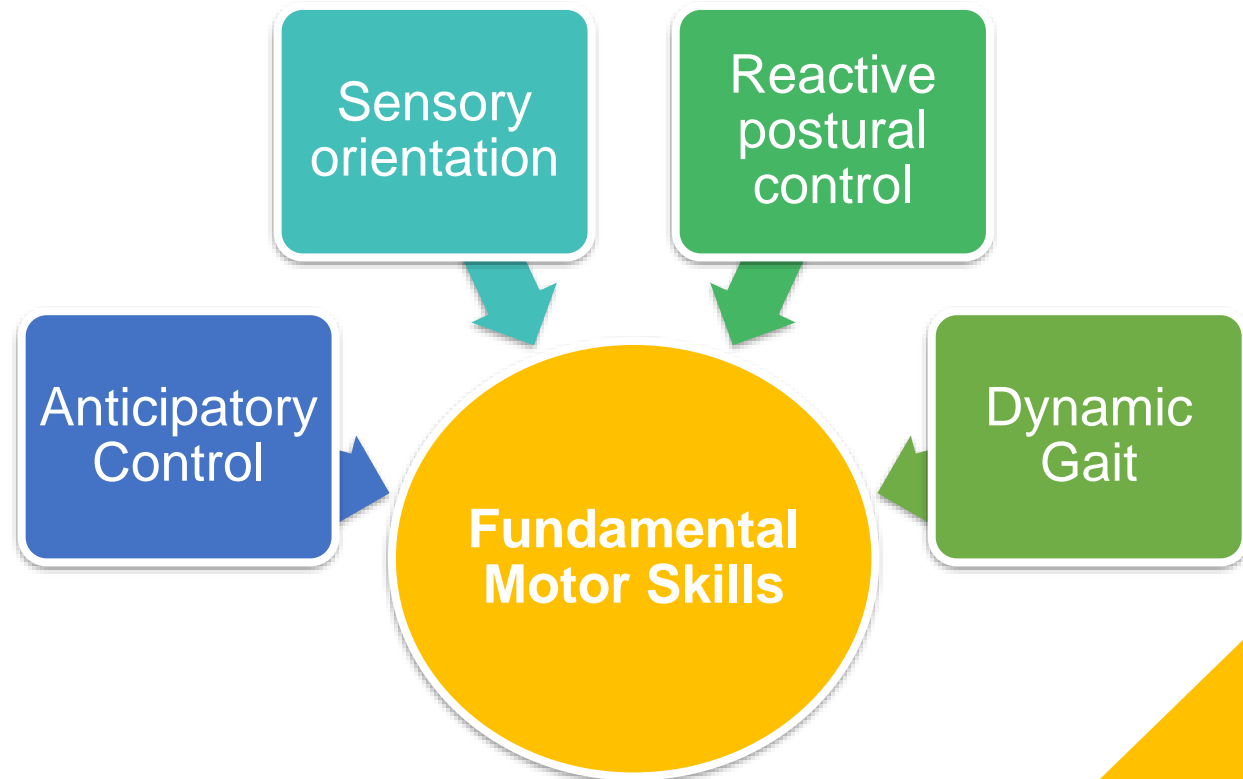 Sensory
orientation
Reactive
postural
control
Anticipatory
Control
Dynamic
Gait
Fundamental
Motor Skills